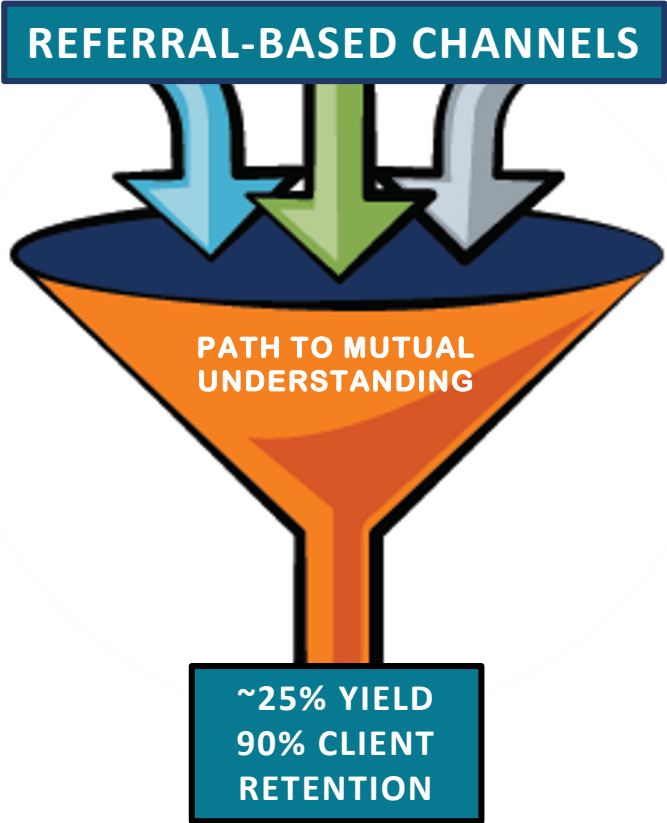 REFERRAL-BASED CHANNELS
PATH TO MUTUAL
UNDERSTANDING
~25% YIELD
90% CLIENT
RETENTION